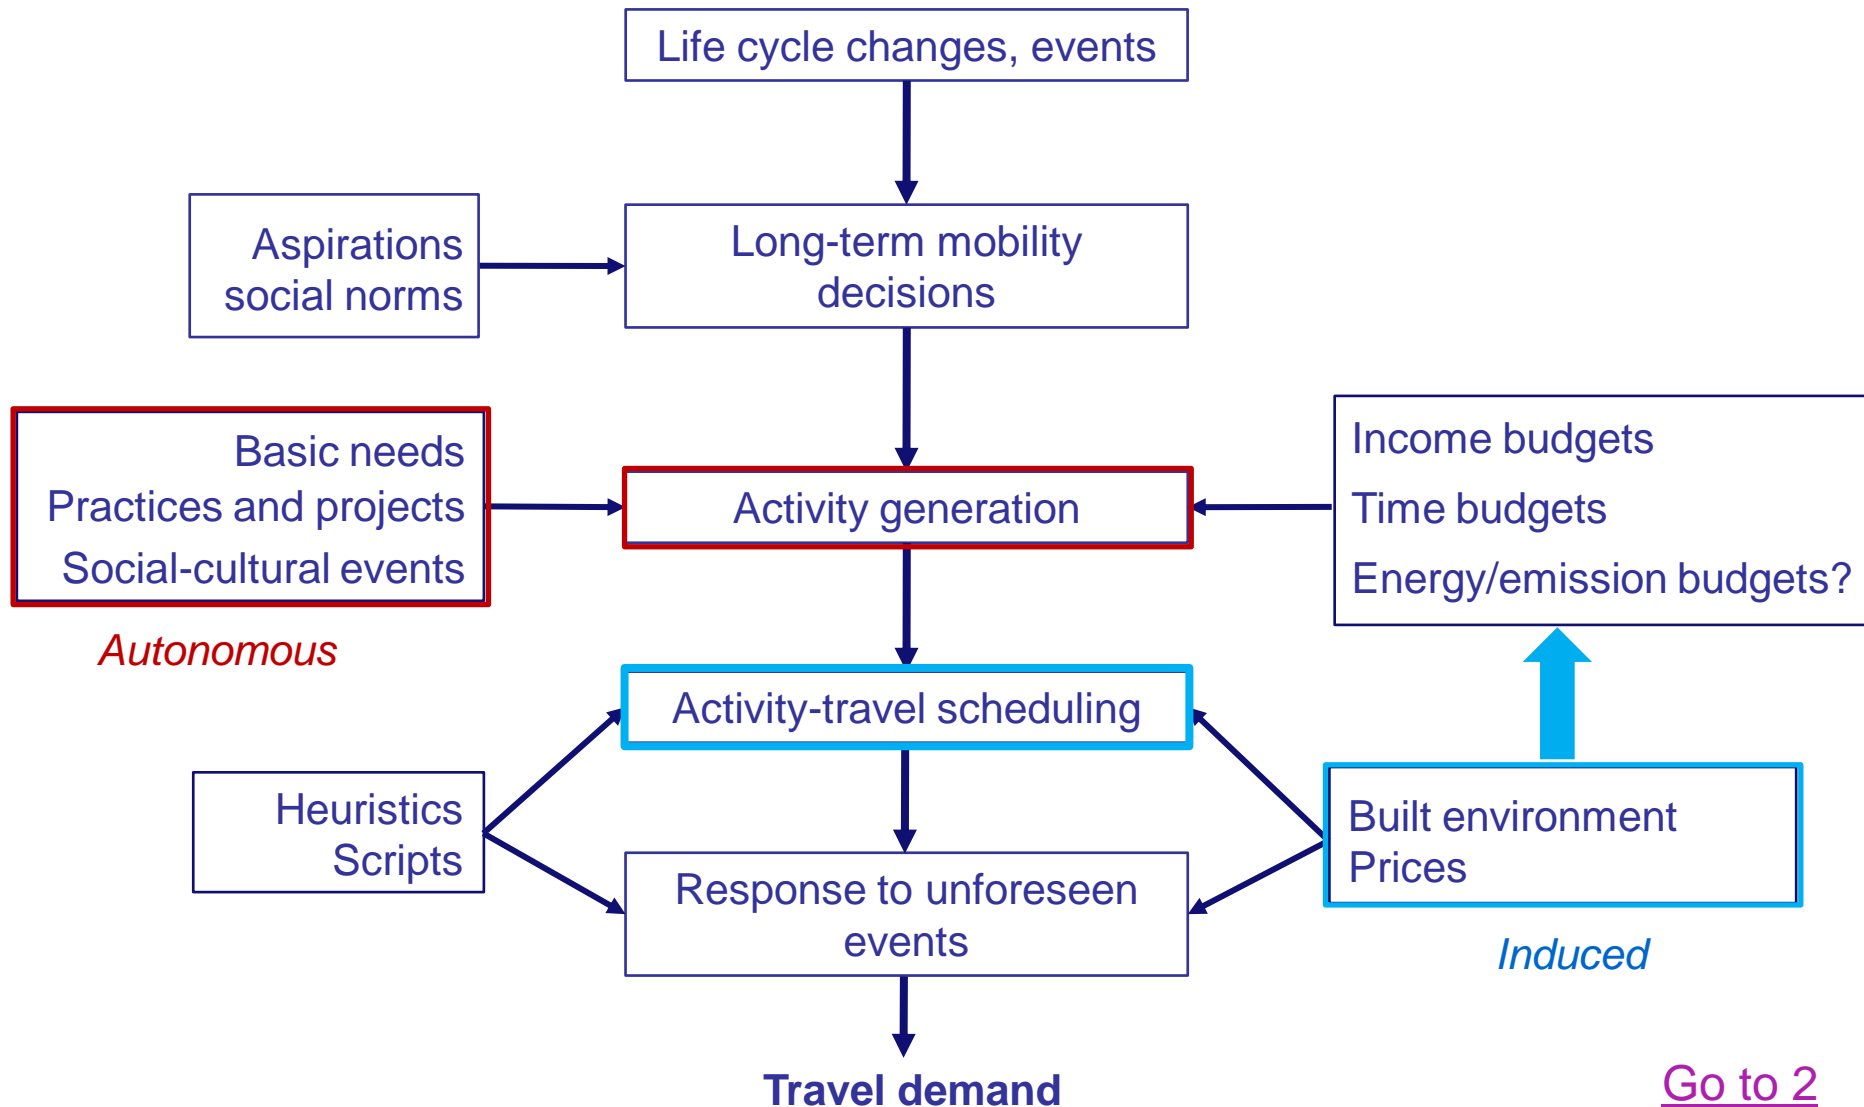 Life cycle changes, events
Aspirations
social norms
Long-term mobility
decisions
Basic needs
Practices and projects
Social-cultural events
Autonomous
Activity generation
Income budgets
Time budgets
Energy/emission budgets?
Activity-travel scheduling
Heuristics
Scripts
Built environment
Prices
Induced
Response to unforeseen
events
Travel demand
Go to 2